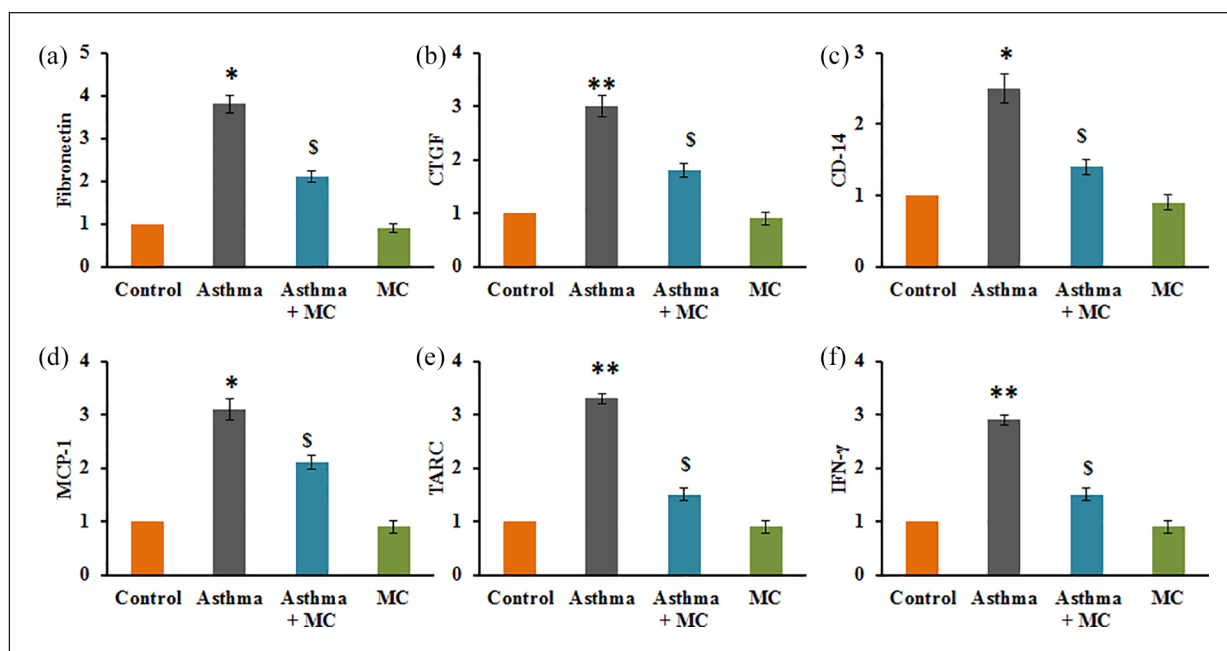 (a)
Fibronectin
5
4
3
2
1
0
*
$
Control Asthma Asthma MC
+ MC
(b)
CTGF
4
3
2
1
0
**
$
Control Asthma Asthma MC
+ MC
(c)
CD-14
3
2
1
0
*
$
Control Asthma Asthma MC
+ MC
(d)
MCP-1
4
3
2
1
0
*
$
Control Asthma Asthma MC
+ MC
(e)
TARC
4
3
2
1
0
**
$
Control Asthma Asthma MC
+ MC
(f)
IFN-γ
4
3
2
1
0
**
$
Control Asthma Asthma MC
+ MC